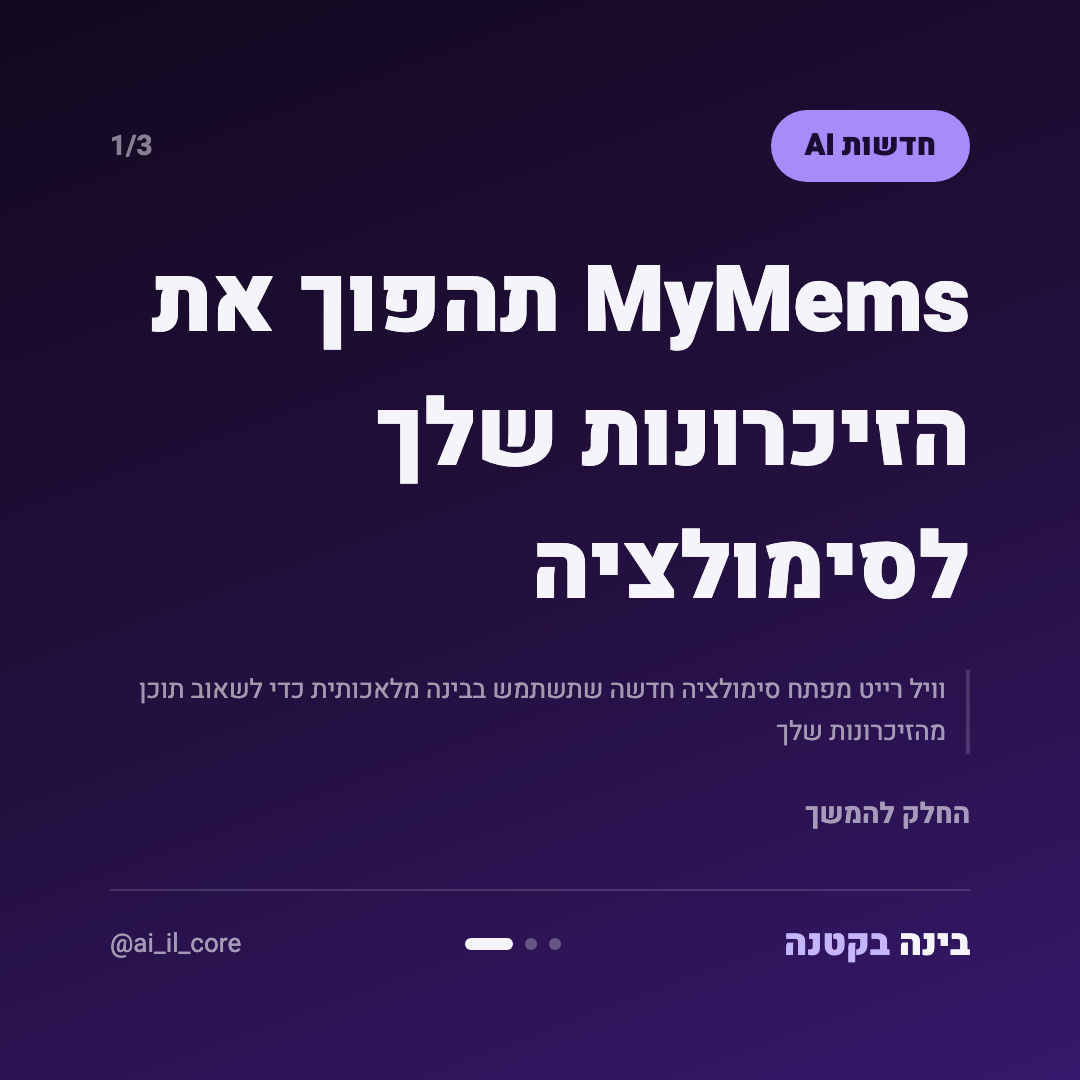 חדשות AI
1/3
MyMems תהפוך את
הזיכרונות שלך
לסימולציה
וויל רייט מפתח סימולציה חדשה שתשתמש בבינה מלאכותית כדי לשאוב תוכן
מהזיכרונות שלך
החלק להמשך
בינה בקטנה
@ai_il_core